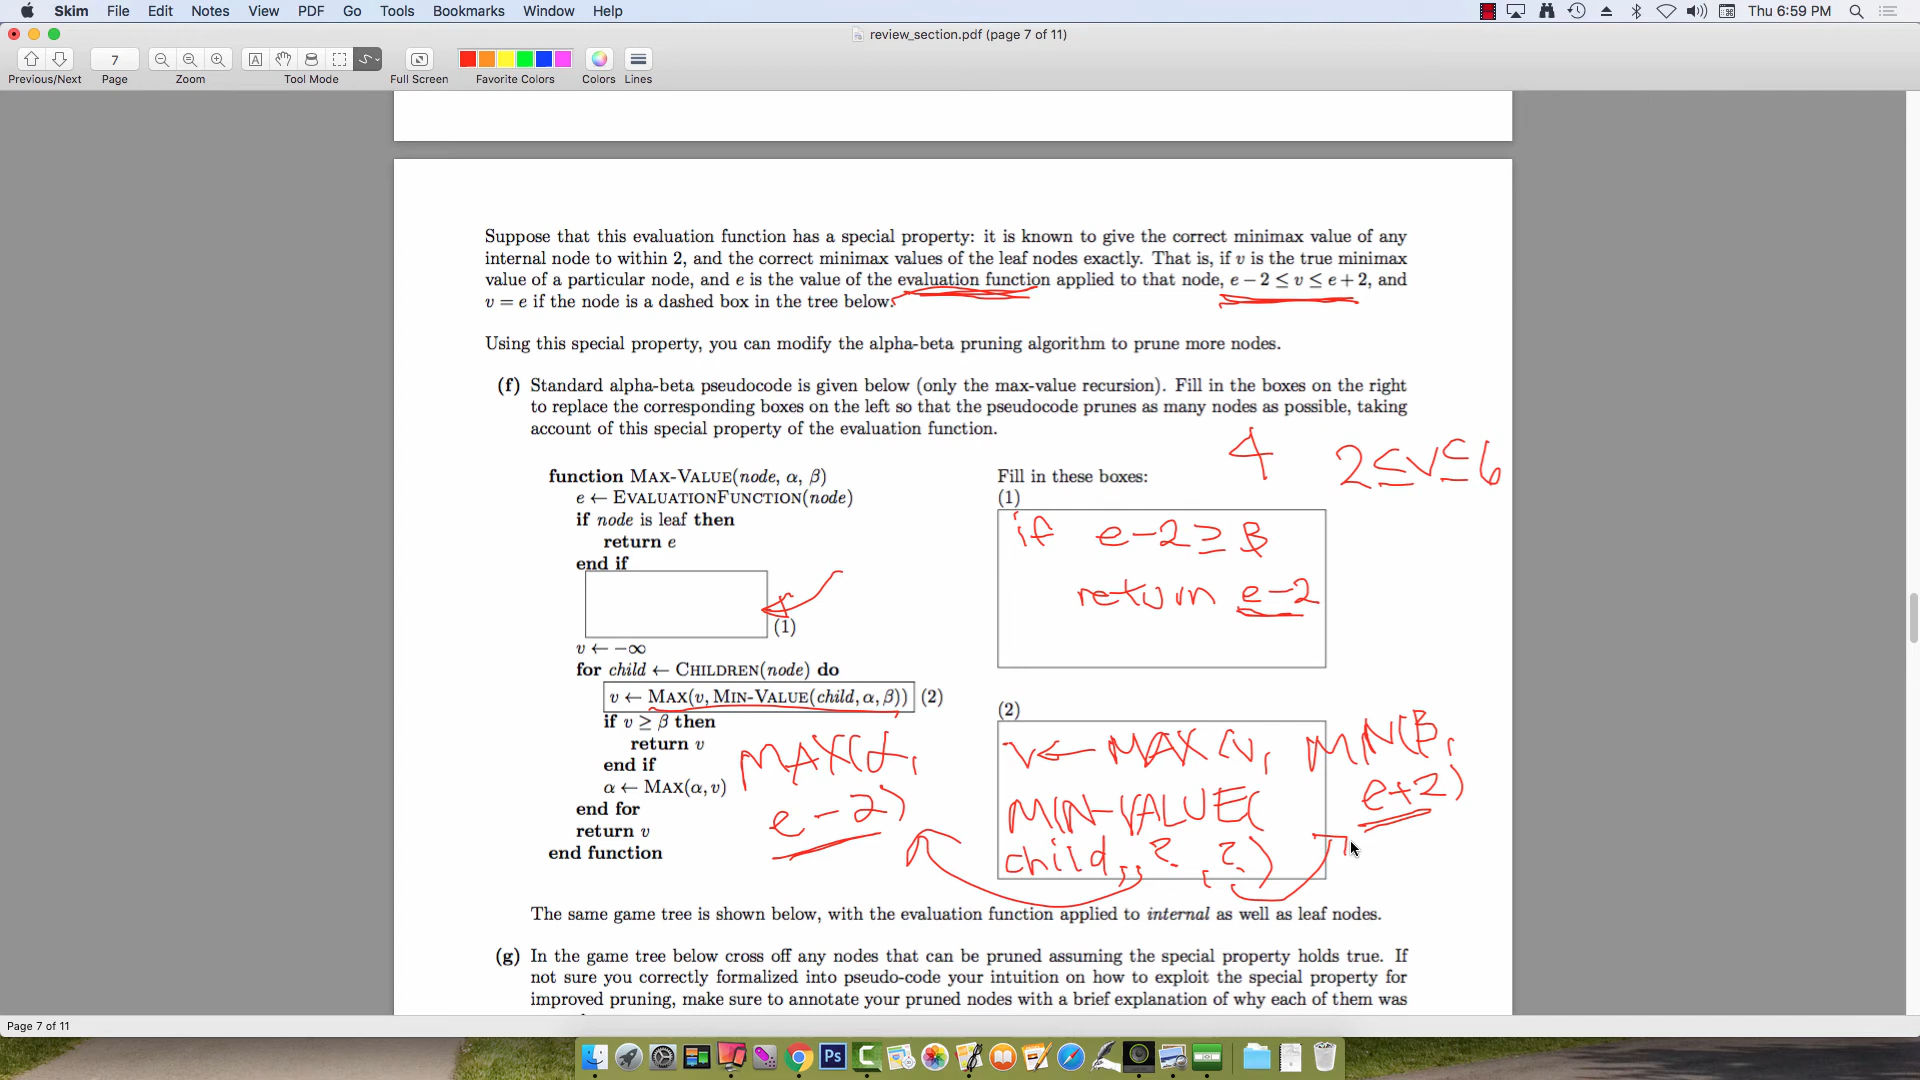 Skim File Edit Notes View PDF Go Tools Bookmarks Window Help Thu 6:59 PM
review_section.pdf (page 7 of 11)
7
Previous/Next Page Zoom Tool Mode Full Screen Favorite Colors Colors Lines
Suppose that this evaluation function has a special property: it is known to give the correct minimax value of any
internal node to within 2, and the correct minimax values of the leaf nodes exactly. That is, if v is the true minimax
value of a particular node, and e is the value of the evaluation function applied to that node, e − 2 ≤ v ≤ e + 2, and
v = e if the node is a dashed box in the tree below.
Using this special property, you can modify the alpha-beta pruning algorithm to prune more nodes.
(f) Standard alpha-beta pseudocode is given below (only the max-value recursion). Fill in the boxes on the right
to replace the corresponding boxes on the left so that the pseudocode prunes as many nodes as possible, taking
account of this special property of the evaluation function.
4 2 ≤ v ≤ 6
function MAX-VALUE(node, α, β)
e ← EVALUATIONFUNCTION(node)
if node is leaf then
return e
end if
(1)
v ← −∞
for child ← CHILDREN(node) do
v ← MAX(v, MIN-VALUE(child, α, β)) (2)
if v ≥ β then
return v
end if
α ← MAX(α, v)
end for
return v
end function
MAX(α,
e − 2)
Fill in these boxes:
(1)
if e − 2 ≥ β
return e − 2
(2)
v ← MAX(v,
MIN-VALUE(
child, ?, ?)
MIN(β,
e+2)
The same game tree is shown below, with the evaluation function applied to internal as well as leaf nodes.
(g) In the game tree below cross off any nodes that can be pruned assuming the special property holds true. If
not sure you correctly formalized into pseudo-code your intuition on how to exploit the special property for
improved pruning, make sure to annotate your pruned nodes with a brief explanation of why each of them was
Page 7 of 11